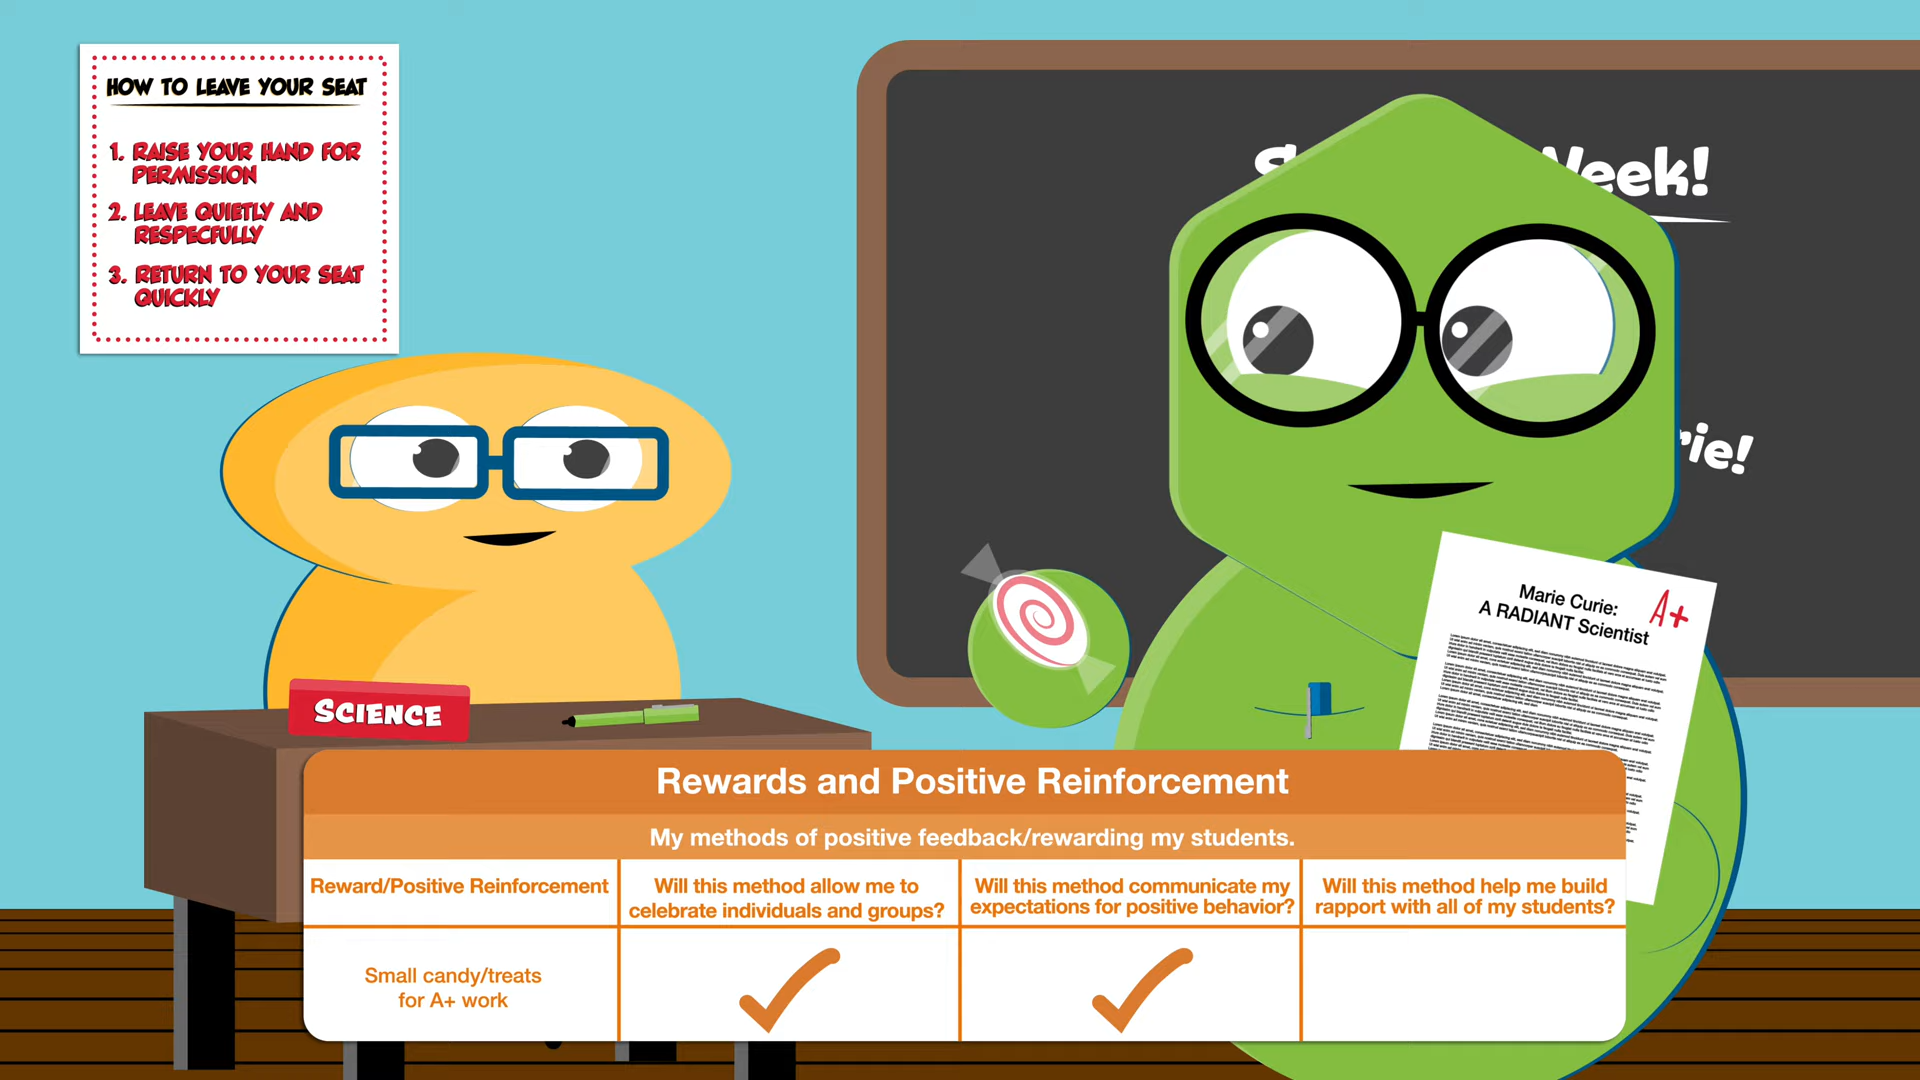 HOW TO LEAVE YOUR SEAT
1. RAISE YOUR HAND FOR
PERMISSION
2. LEAVE QUIETLY AND
RESPECFULLY
3. RETURN TO YOUR SEAT
QUICKLY
Week!
rie!
Marie Curie:
A RADIANT Scientist
A+
SCIENCE
Rewards and Positive Reinforcement
My methods of positive feedback/rewarding my students.
Reward/Positive Reinforcement
Will this method allow me to
celebrate individuals and groups?
Will this method communicate my
expectations for positive behavior?
Will this method help me build
rapport with all of my students?
Small candy/treats
for A+ work